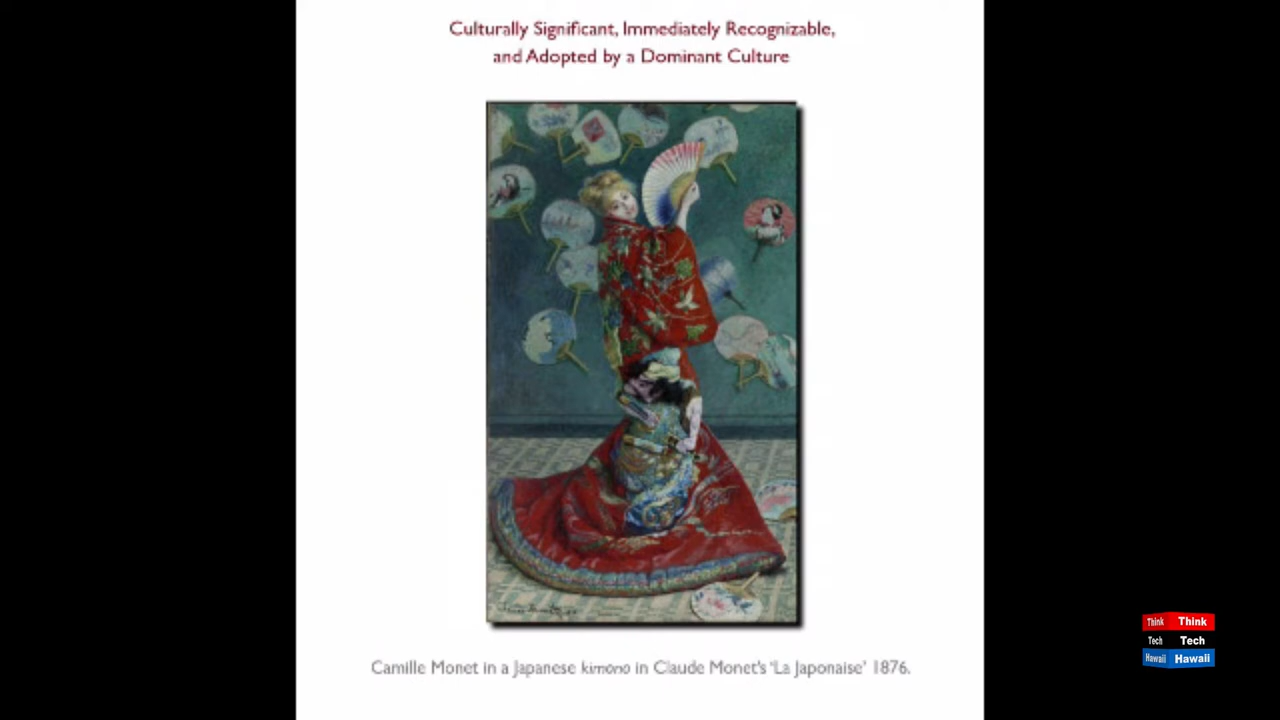 Culturally Significant, Immediately Recognizable,
and Adopted by a Dominant Culture
Camille Monet in a Japanese kimono in Claude Monet's 'La Japonaise' 1876.
Think Think
Tech Tech
Hawaii Hawaii